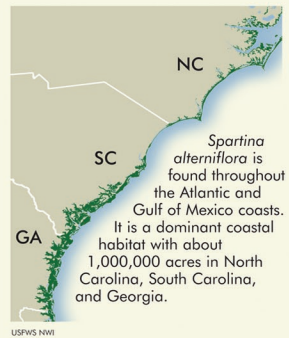 NC
SC
GA
Spartina
alterniflora is
found throughout
the Atlantic and
Gulf of Mexico coasts.
It is a dominant coastal
habitat with about
1,000,000 acres in North
Carolina, South Carolina,
and Georgia.
USFWS NWI